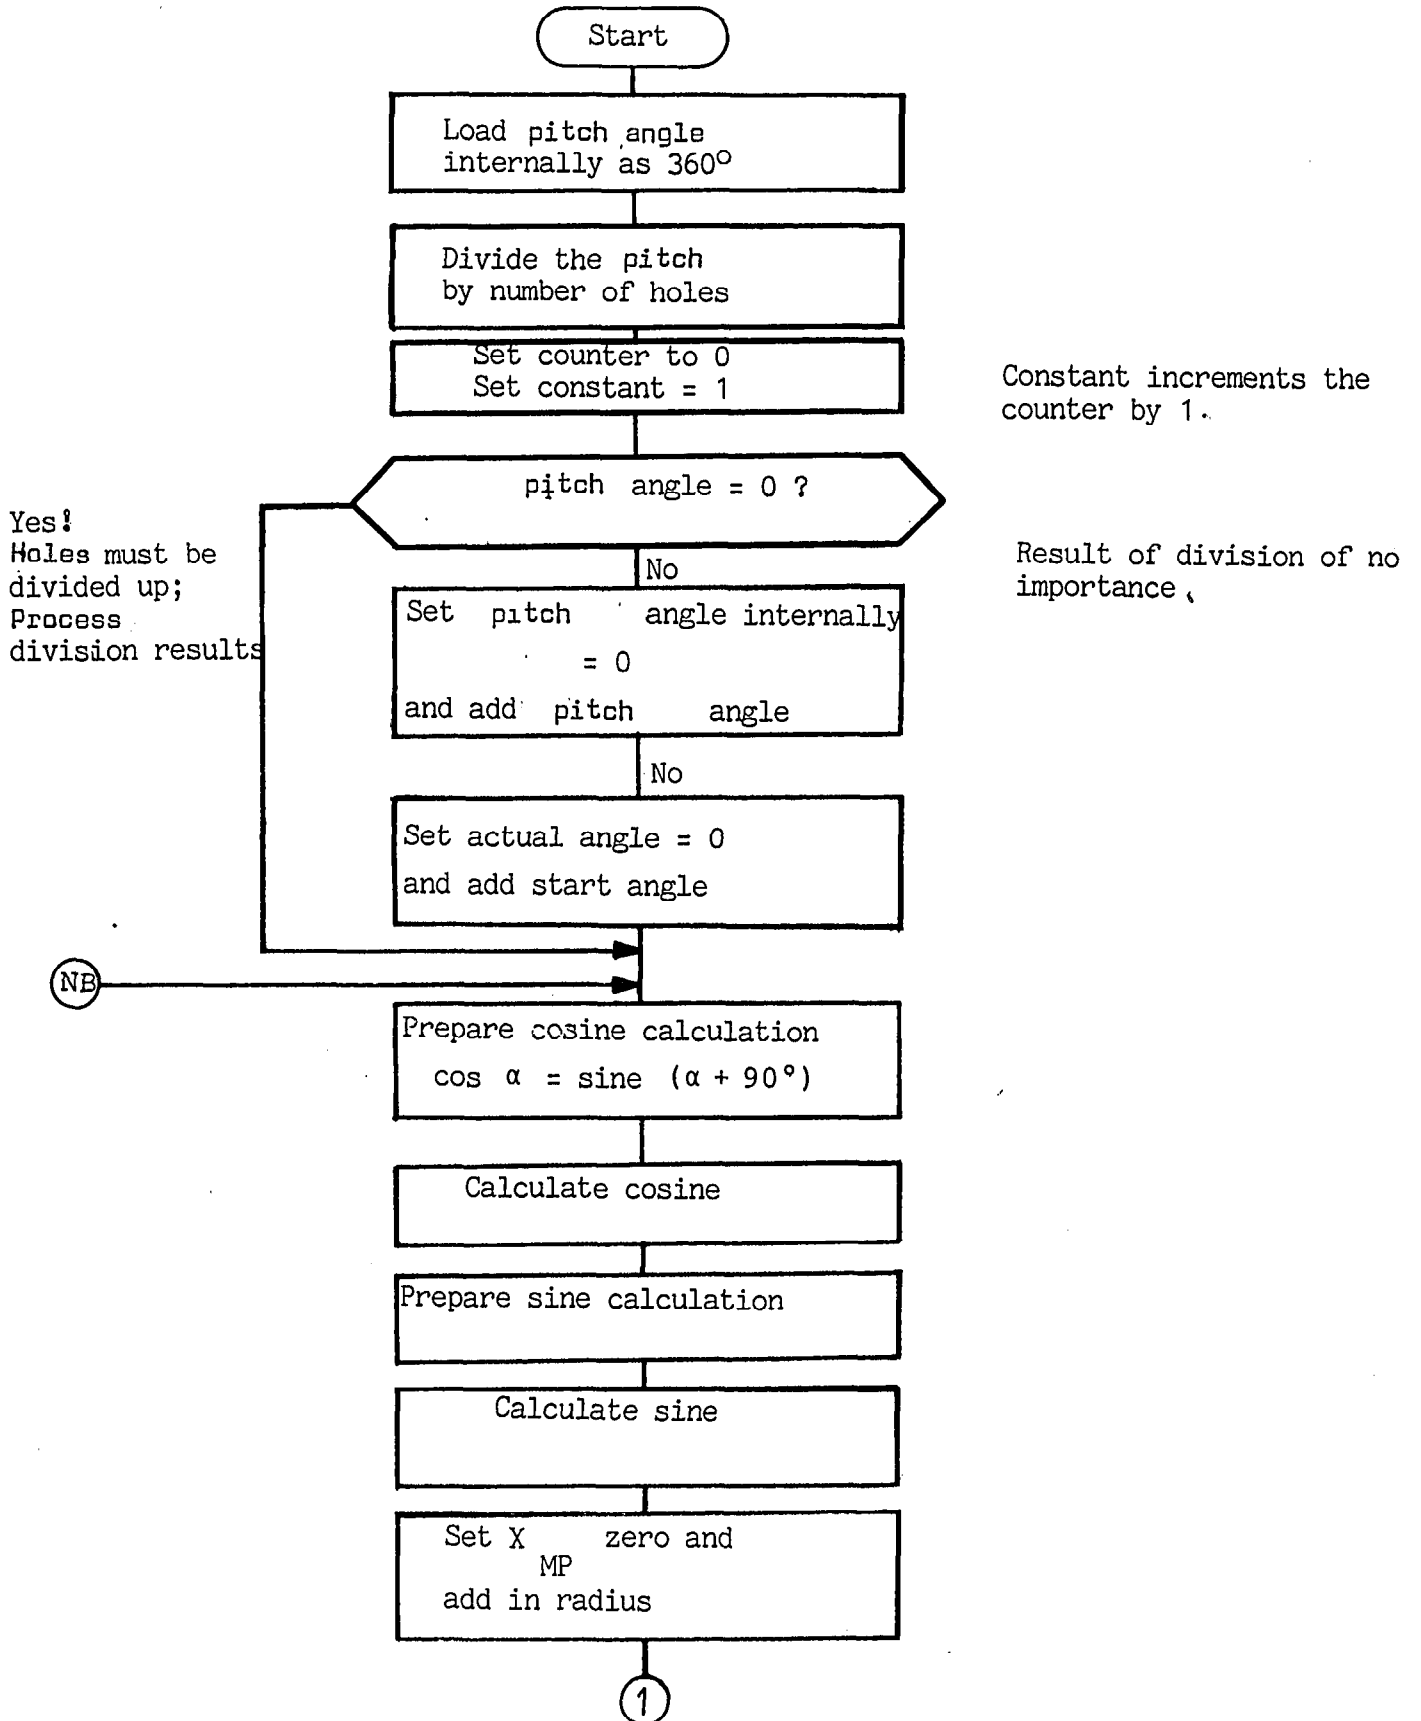 Start
Load pitch angle
internally as 360°
Divide the pitch
by number of holes
Set counter to 0
Set constant = 1
Constant increments the
counter by 1.
pitch angle = 0 ?
Yes!
Holes must be
divided up;
Process
division results
No
Result of division of no
importance
Set pitch angle internally
= 0
and add pitch angle
No
Set actual angle = 0
and add start angle
NB
Prepare cosine calculation
cos α = sine (α + 90°)
Calculate cosine
Prepare sine calculation
Calculate sine
Set X zero and
MP
add in radius
1